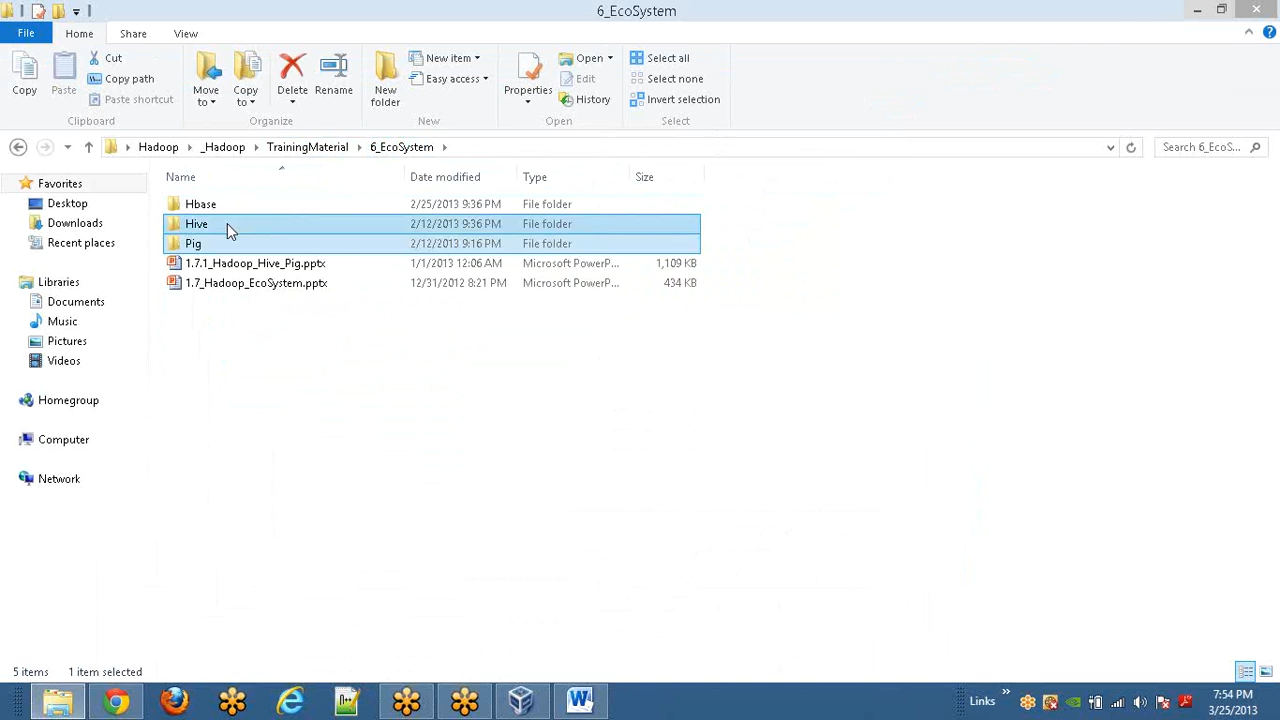 6_EcoSystem
File Home Share View
Copy Paste Cut Copy path Paste shortcut Move to Copy to Delete Rename New folder New item Easy access Properties Open Edit History Select all Select none Invert selection
Clipboard Organize New Open Select
Hadoop _Hadoop TrainingMaterial 6_EcoSystem Search 6_EcoS...
Name Date modified Type Size
Favorites
Desktop
Downloads
Recent places
Libraries
Documents
Music
Pictures
Videos
Homegroup
Computer
Network
Hbase 2/25/2013 9:36 PM File folder
Hive 2/12/2013 9:36 PM File folder
Pig 2/12/2013 9:16 PM File folder
1.7.1_Hadoop_Hive_Pig.pptx 1/1/2013 12:06 AM Microsoft PowerP... 1,109 KB
1.7_Hadoop_EcoSystem.pptx 12/31/2012 8:21 PM Microsoft PowerP... 434 KB
5 items 1 item selected
Links
7:54 PM
3/25/2013